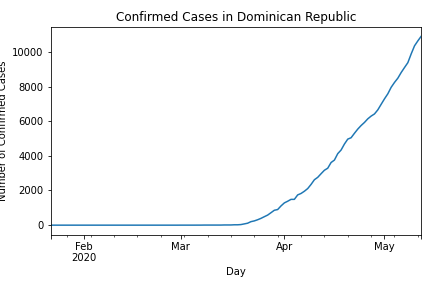 Confirmed Cases in Dominican Republic
Number of Confirmed Cases
10000
8000
6000
4000
2000
0
Feb
2020
Mar
Apr
May
Day